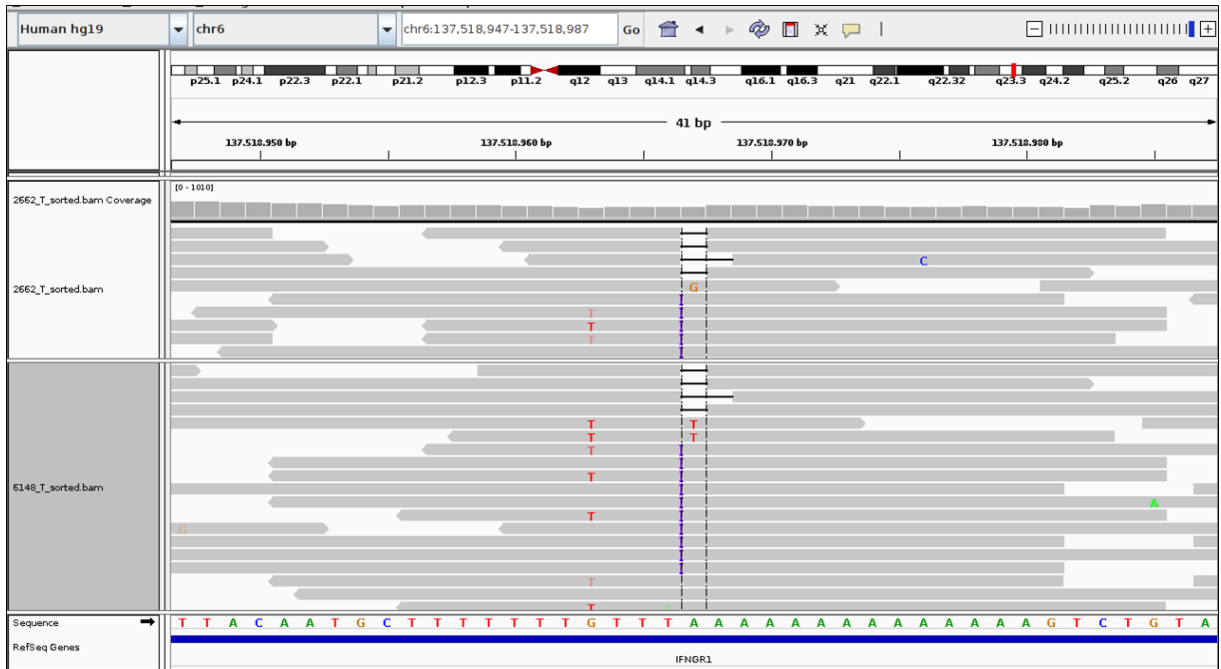 Human hg19 chr6 chr6:137,518,947-137,518,987 Go
p25.1 p24.1 p22.3 p22.1 p21.2 p12.3 p11.2 q12 q13 q14.1 q14.3 q16.1 q16.3 q21 q22.1 q22.32 q23.3 q24.2 q25.2 q26 q27
41 bp
137.518.950 bp 137.518.960 bp 137.518.970 bp 137.518.980 bp
[0 - 1010]
2662_T_sorted.bam Coverage
C
2662_T_sorted.bam G
T
T
T
T T
T T
T
T
6148_T_sorted.bam
A
T
G
T
T A
Sequence T T A C A A T G C T T T T T T T G T T T A A A A A A A A A A A A A A G T C T G T A
RefSeq Genes
IFNGR1